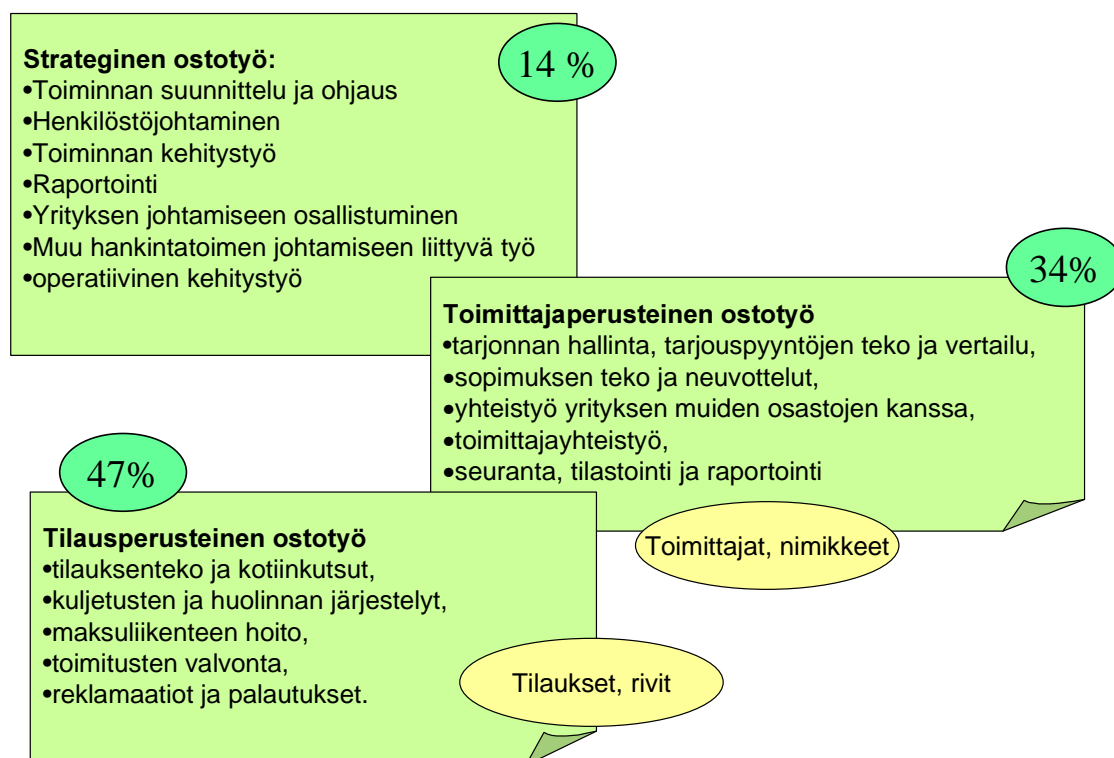 Strateginen ostotyö:
•Toiminnan suunnittelu ja ohjaus
•Henkilöstöjohtaminen
•Toiminnan kehitystyö
•Raportointi
•Yrityksen johtamiseen osallistuminen
•Muu hankintatoimen johtamiseen liittyvä työ
•operatiivinen kehitystyö
14 %
34%
Toimittajaperusteinen ostotyö
•tarjonnan hallinta, tarjouspyyntöjen teko ja vertailu,
•sopimuksen teko ja neuvottelut,
•yhteistyö yrityksen muiden osastojen kanssa,
•toimittajayhteistyö,
•seuranta, tilastointi ja raportointi
Toimittajat, nimikkeet
47%
Tilausperusteinen ostotyö
•tilauksenteko ja kotiinkutsut,
•kuljetusten ja huolinnan järjestelyt,
•maksuliikenteen hoito,
•toimitusten valvonta,
•reklamaatiot ja palautukset.
Tilaukset, rivit